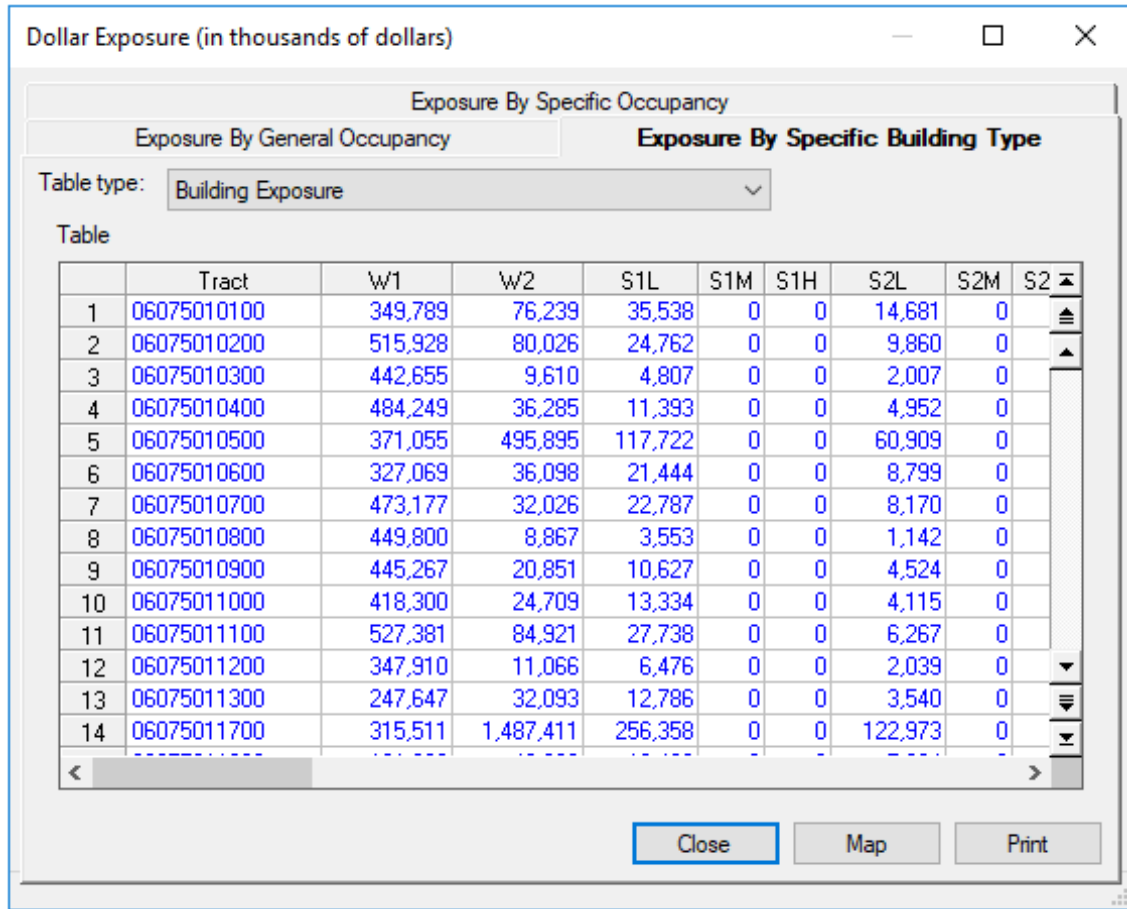 Dollar Exposure (in thousands of dollars)
Exposure By Specific Occupancy
Exposure By General Occupancy Exposure By Specific Building Type
Table type: Building Exposure
Table
Tract W1 W2 S1L S1M S1H S2L S2M S2
1 06075010100 349,789 76,239 35,538 0 0 14,681 0
2 06075010200 515,928 80,026 24,762 0 0 9,860 0
3 06075010300 442,655 9,610 4,807 0 0 2,007 0
4 06075010400 484,249 36,285 11,393 0 0 4,952 0
5 06075010500 371,055 495,895 117,722 0 0 60,909 0
6 06075010600 327,069 36,098 21,444 0 0 8,799 0
7 06075010700 473,177 32,026 22,787 0 0 8,170 0
8 06075010800 449,800 8,867 3,553 0 0 1,142 0
9 06075010900 445,267 20,851 10,627 0 0 4,524 0
10 06075011000 418,300 24,709 13,334 0 0 4,115 0
11 06075011100 527,381 84,921 27,738 0 0 6,267 0
12 06075011200 347,910 11,066 6,476 0 0 2,039 0
13 06075011300 247,647 32,093 12,786 0 0 3,540 0
14 06075011700 315,511 1,487,411 256,358 0 0 122,973 0
Close Map Print